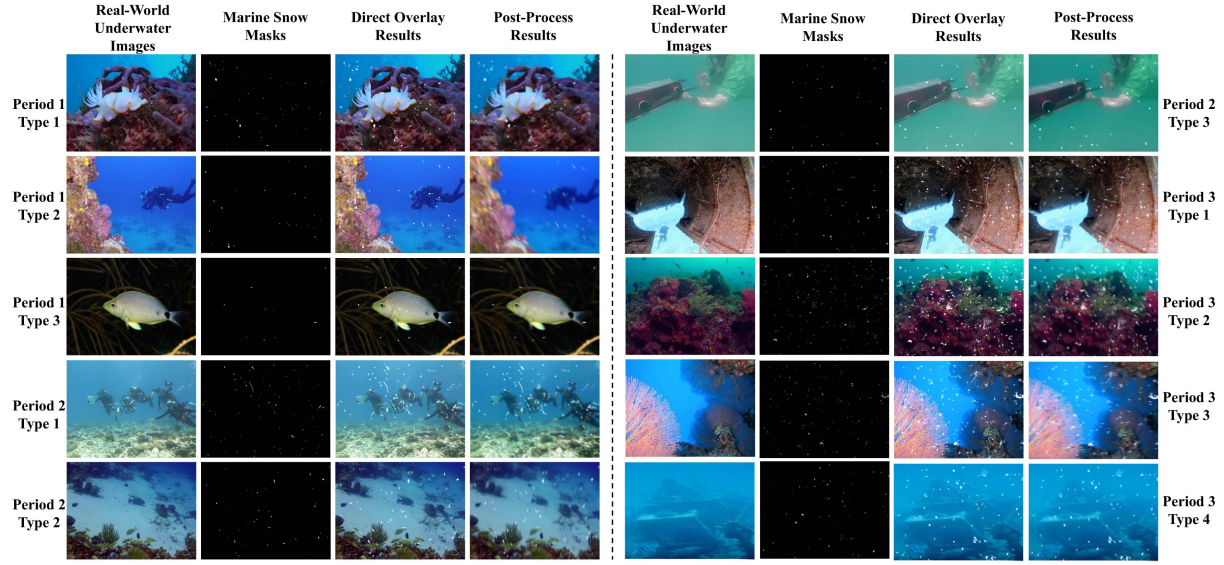 Real-World
Underwater
Images
Marine Snow
Masks
Direct Overlay
Results
Post-Process
Results
Period 1
Type 1
Period 1
Type 2
Period 1
Type 3
Period 2
Type 1
Period 2
Type 2
Real-World
Underwater
Images
Marine Snow
Masks
Direct Overlay
Results
Post-Process
Results
Period 2
Type 3
Period 3
Type 1
Period 3
Type 2
Period 3
Type 3
Period 3
Type 4